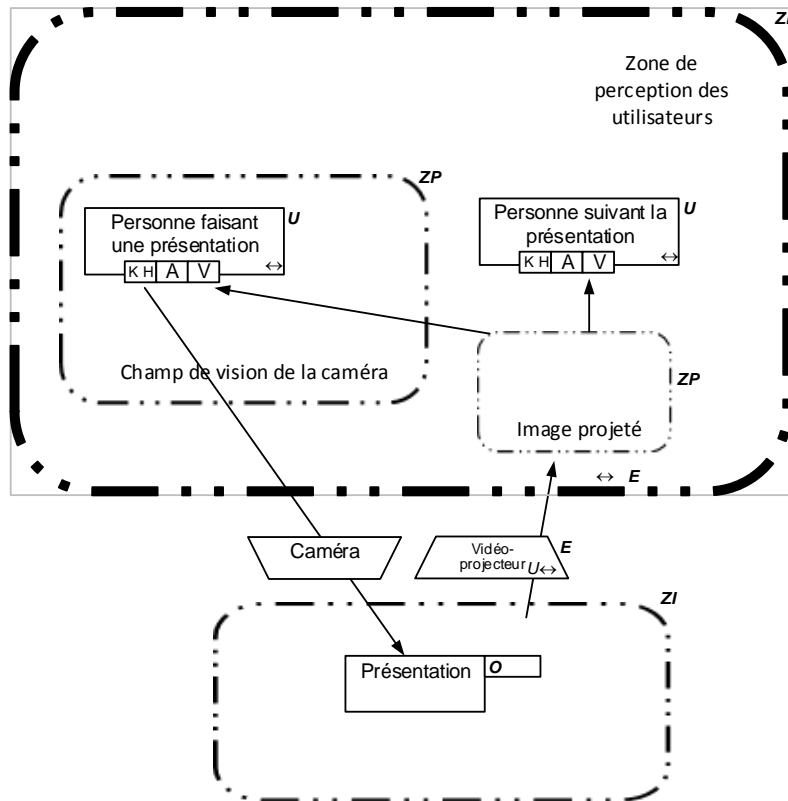 Zone de
perception des
utilisateurs
ZP
U
Personne faisant
une présentation
↔
K H A V
U
Personne suivant la
présentation
↔
K H A V
Champ de vision de la caméra
ZP
Image projeté
↔ E
Caméra
Vidéo-
projecteur U↔
E
ZI
Présentation O